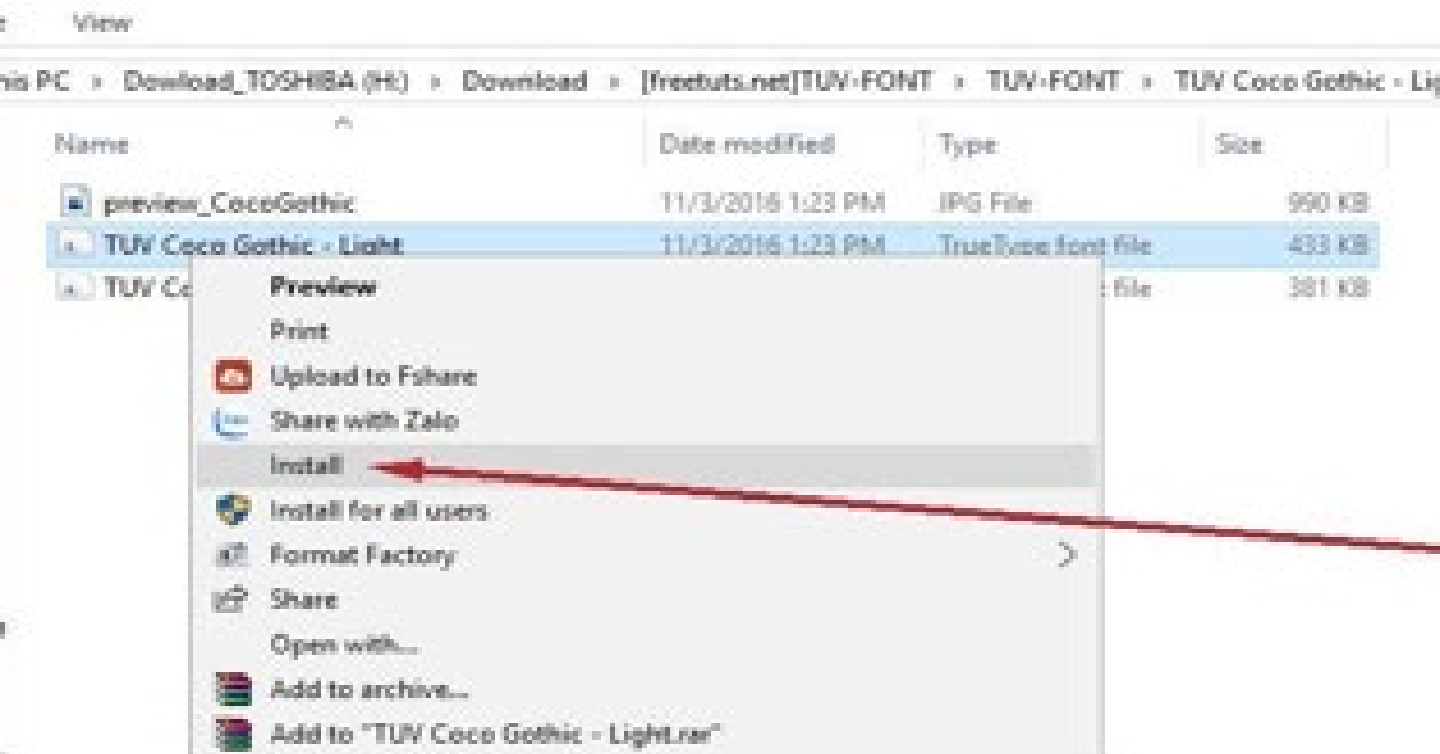 View
his PC › Dowload_TOSHIBA (H:) › Download › [freetuts.net]TUV-FONT › TUV-FONT › TUV Coco Gothic - Lig
Name Date modified Type Size
preview_CocoGothic 11/3/2016 1:23 PM JPG File 990 KB
TUV Coco Gothic - Light 11/3/2016 1:23 PM TrueType font file 433 KB
TUV Co file 381 KB
Preview
Print
Upload to Fshare
Share with Zalo
Install
Install for all users
Format Factory
Share
Open with...
Add to archive...
Add to "TUV Coco Gothic - Light.rar"